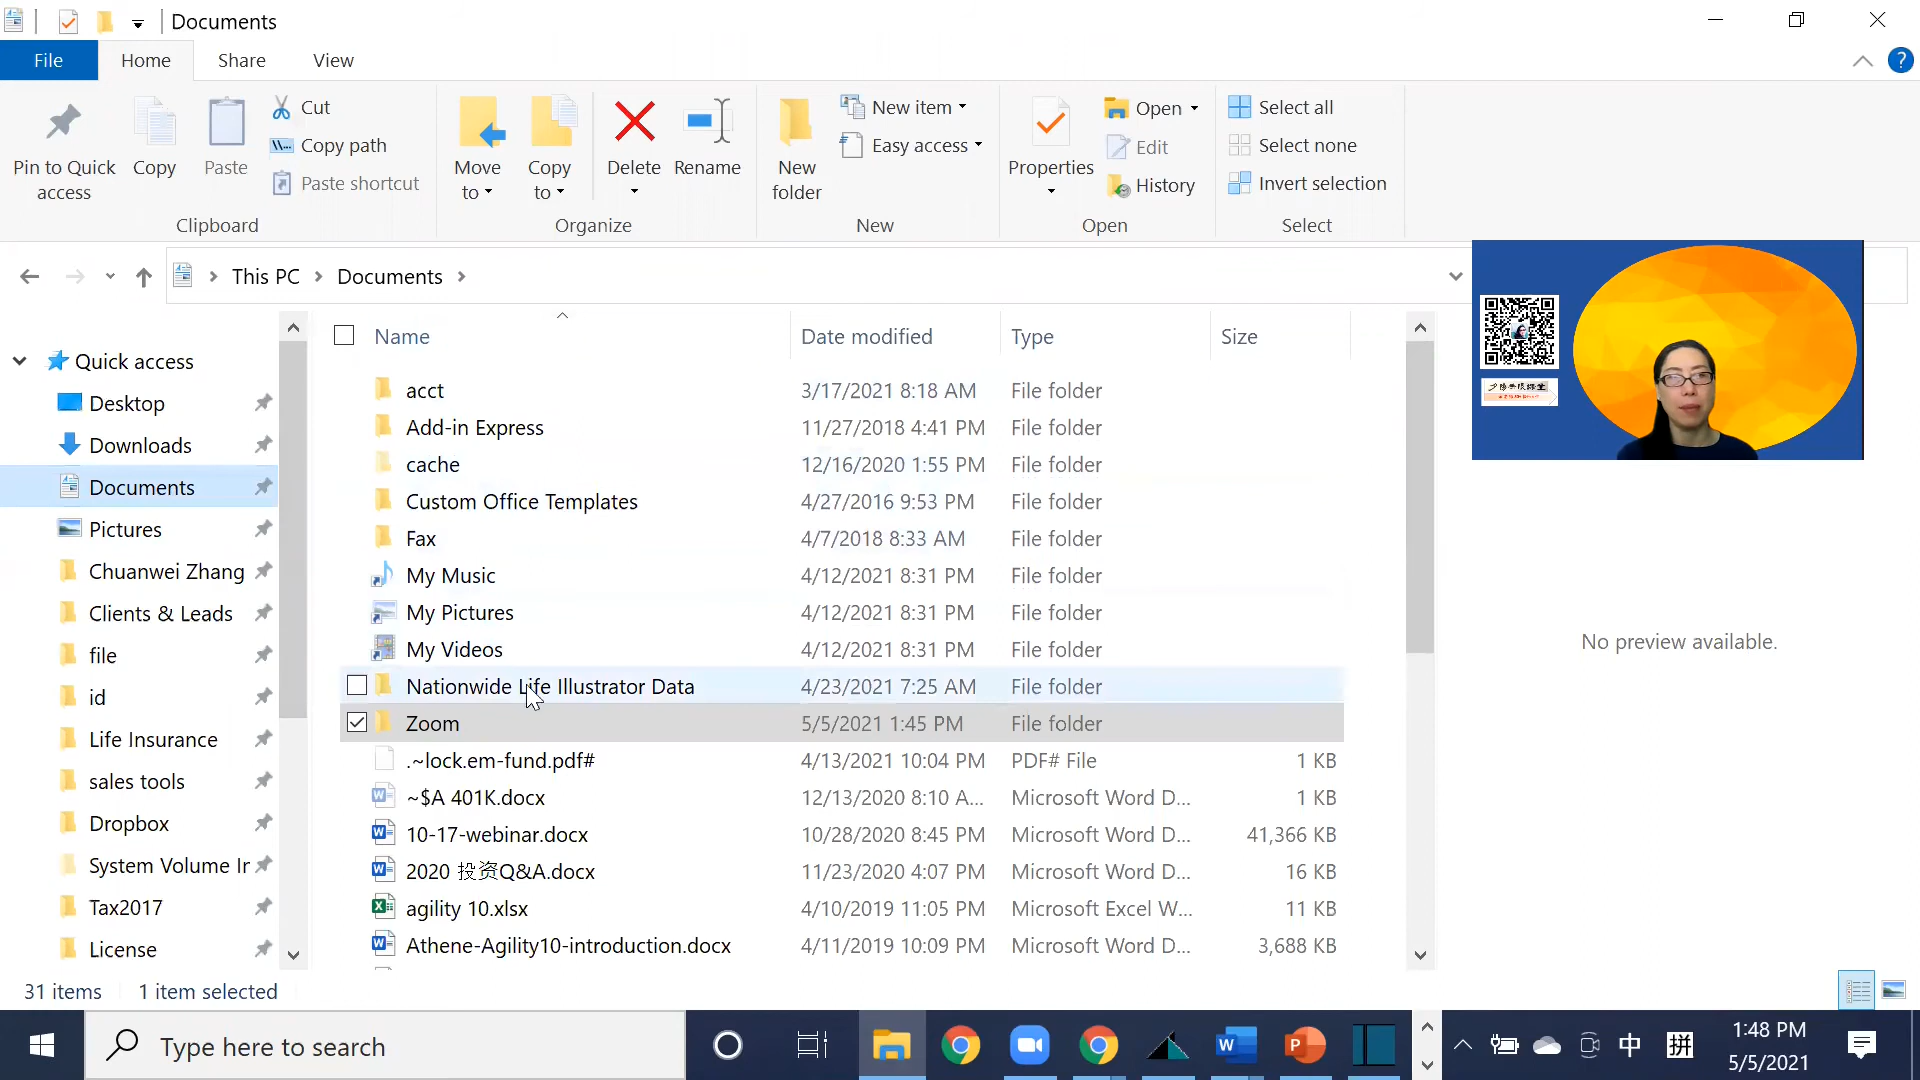 Documents
File
Home
Share
View
Pin to Quick access
Copy
Paste
Cut
Copy path
Paste shortcut
Clipboard
Move to
Copy to
Delete
Rename
Organize
New folder
New item
Easy access
New
Properties
Open
Edit
History
Open
Select all
Select none
Invert selection
Select
This PC
Documents
Name
Date modified
Type
Size
Quick access
Desktop
Downloads
Documents
Pictures
Chuanwei Zhang
Clients & Leads
file
id
Life Insurance
sales tools
Dropbox
System Volume Ir
Tax2017
License
acct 3/17/2021 8:18 AM File folder
Add-in Express 11/27/2018 4:41 PM File folder
cache 12/16/2020 1:55 PM File folder
Custom Office Templates 4/27/2016 9:53 PM File folder
Fax 4/7/2018 8:33 AM File folder
My Music 4/12/2021 8:31 PM File folder
My Pictures 4/12/2021 8:31 PM File folder
My Videos 4/12/2021 8:31 PM File folder
Nationwide Life Illustrator Data 4/23/2021 7:25 AM File folder
Zoom 5/5/2021 1:45 PM File folder
.~lock.em-fund.pdf# 4/13/2021 10:04 PM PDF# File 1 KB
~$A 401K.docx 12/13/2020 8:10 A... Microsoft Word D... 1 KB
10-17-webinar.docx 10/28/2020 8:45 PM Microsoft Word D... 41,366 KB
2020 投资Q&A.docx 11/23/2020 4:07 PM Microsoft Word D... 16 KB
agility 10.xlsx 4/10/2019 11:05 PM Microsoft Excel W... 11 KB
Athene-Agility10-introduction.docx 4/11/2019 10:09 PM Microsoft Word D... 3,688 KB
No preview available.
31 items
1 item selected
Type here to search
中
拼
1:48 PM
5/5/2021